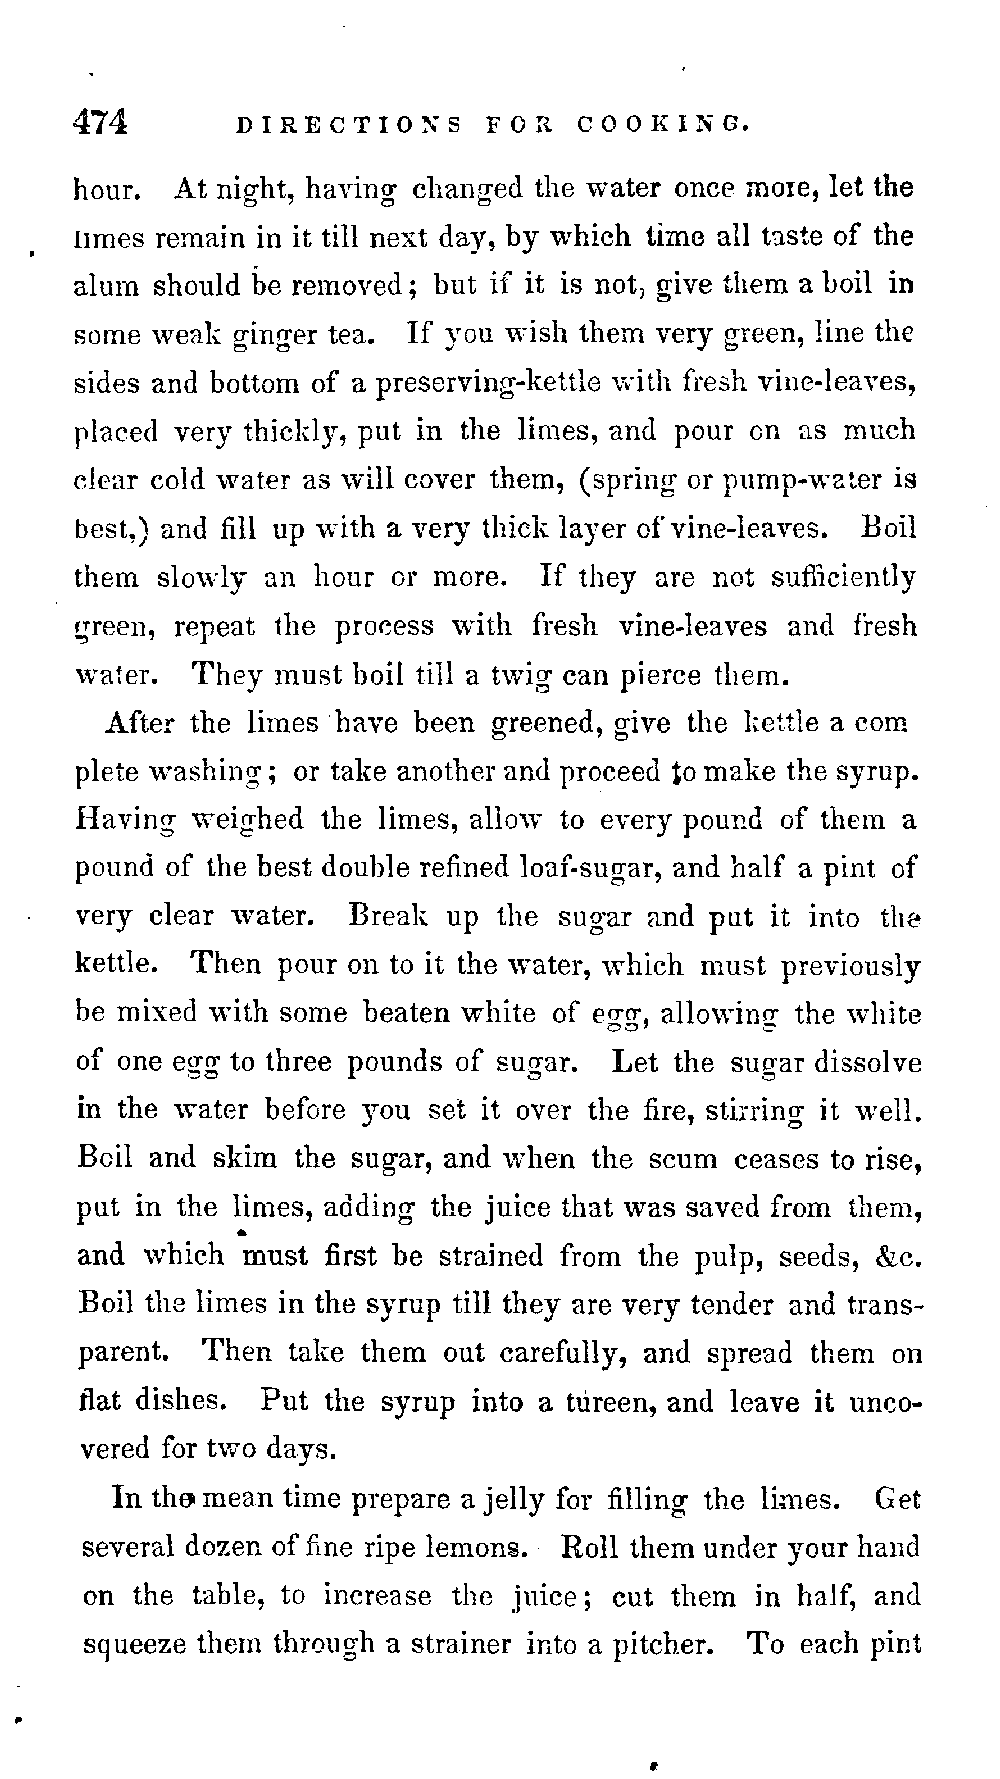 474 DIRECTIONS FOR COOKING.
hour. At night, having changed the water once more, let the
limes remain in it till next day, by which time all taste of the
alum should be removed; but if it is not, give them a boil in
some weak ginger tea. If you wish them very green, line the
sides and bottom of a preserving-kettle with fresh vine-leaves,
placed very thickly, put in the limes, and pour on as much
clear cold water as will cover them, (spring or pump-water is
best,) and fill up with a very thick layer of vine-leaves. Boil
them slowly an hour or more. If they are not sufficiently
green, repeat the process with fresh vine-leaves and fresh
water. They must boil till a twig can pierce them.
After the limes have been greened, give the kettle a com
plete washing; or take another and proceed to make the syrup.
Having weighed the limes, allow to every pound of them a
pound of the best double refined loaf-sugar, and half a pint of
very clear water. Break up the sugar and put it into the
kettle. Then pour on to it the water, which must previously
be mixed with some beaten white of egg, allowing the white
of one egg to three pounds of sugar. Let the sugar dissolve
in the water before you set it over the fire, stirring it well.
Boil and skim the sugar, and when the scum ceases to rise,
put in the limes, adding the juice that was saved from them,
and which must first be strained from the pulp, seeds, &c.
Boil the limes in the syrup till they are very tender and trans-
parent. Then take them out carefully, and spread them on
flat dishes. Put the syrup into a tureen, and leave it unco-
vered for two days.
In the mean time prepare a jelly for filling the limes. Get
several dozen of fine ripe lemons. Roll them under your hand
on the table, to increase the juice; cut them in half, and
squeeze them through a strainer into a pitcher. To each pint